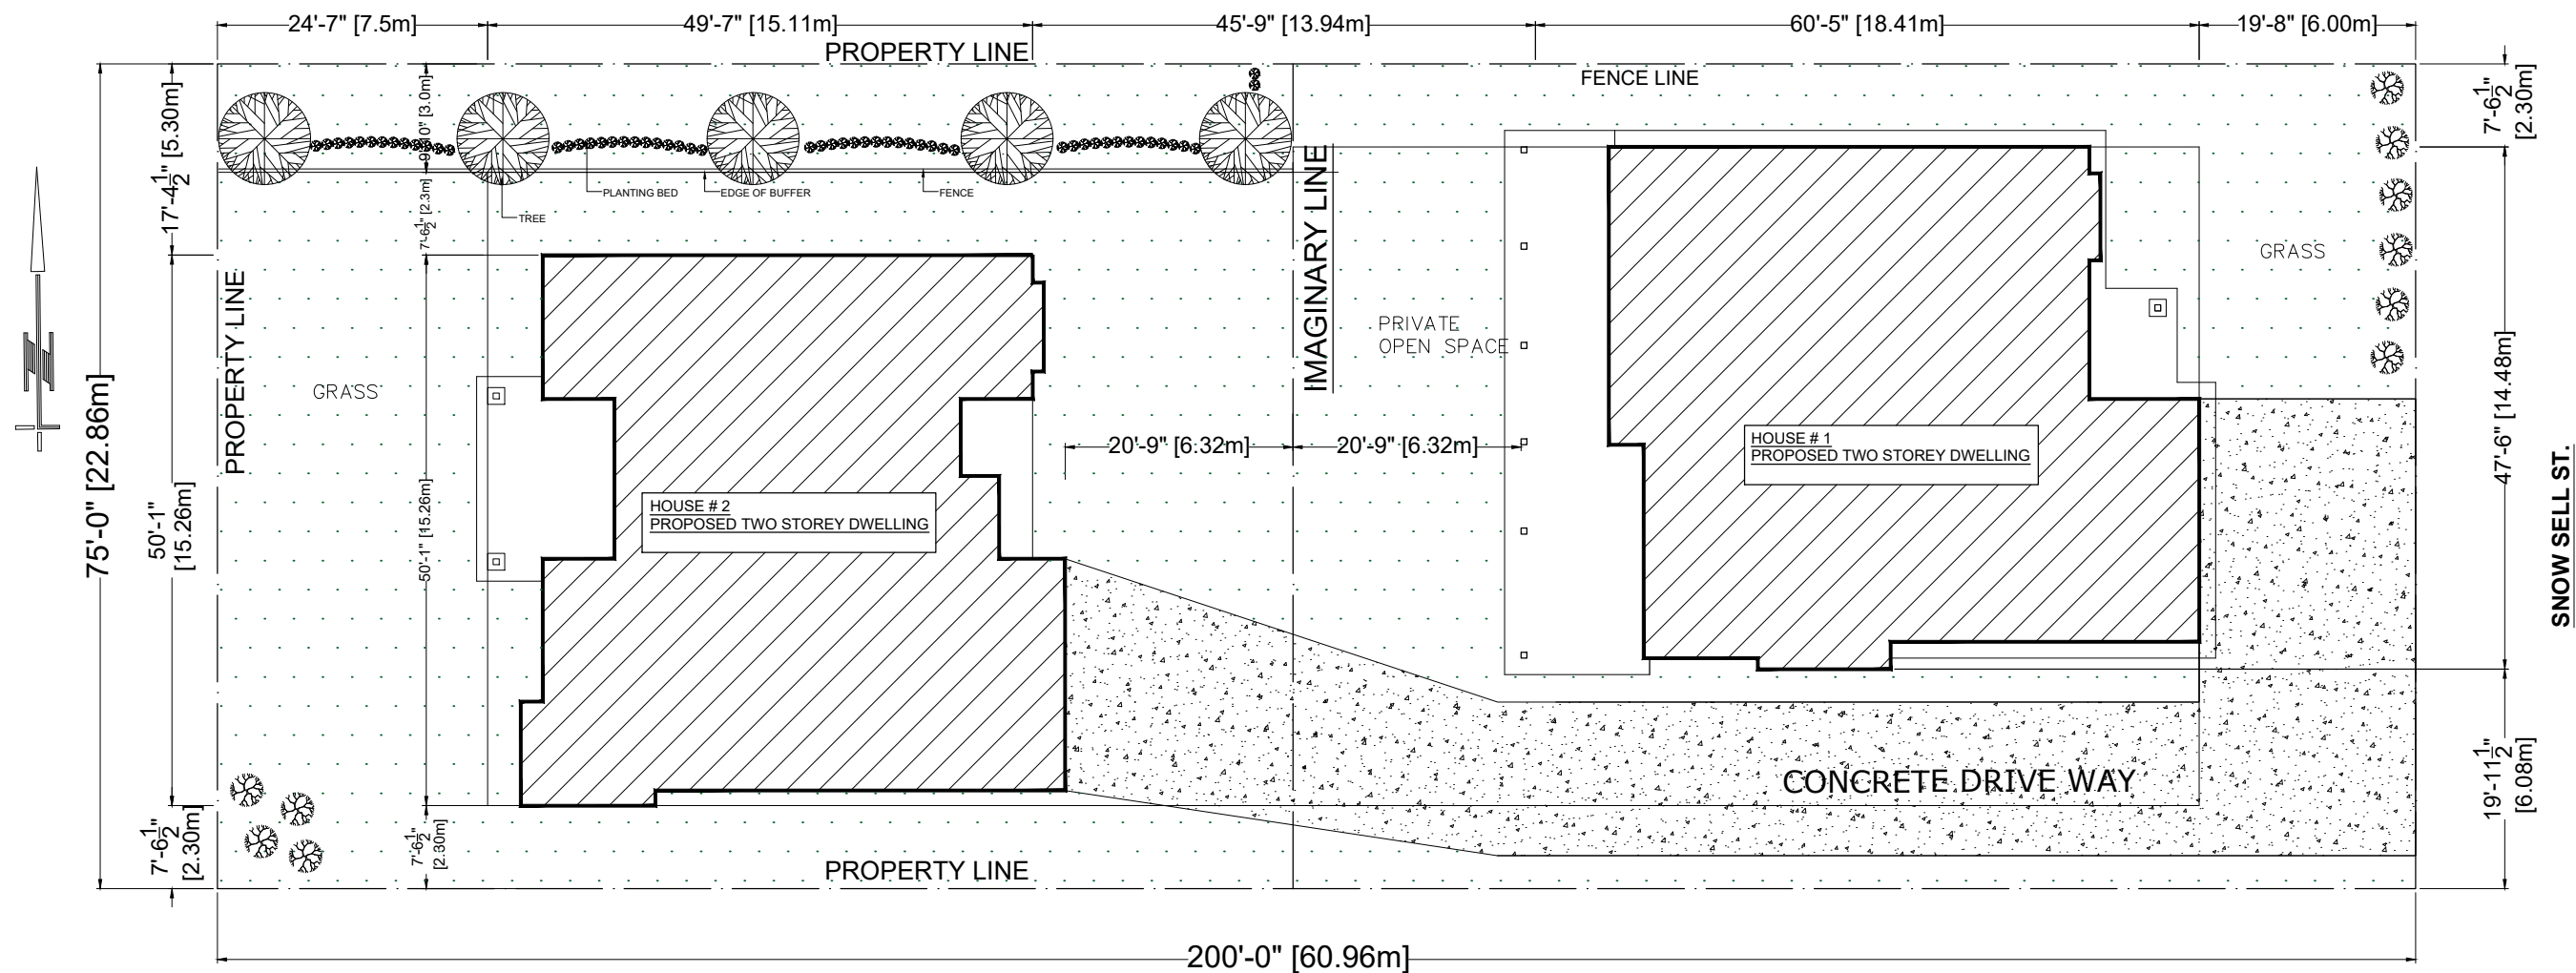 24'-7" [7.5m]
49'-7" [15.11m]
45'-9" [13.94m]
60'-5" [18.41m]
19'-8" [6.00m]
PROPERTY LINE
FENCE LINE
17'-4 1/2" [5.30m]
9'-10" [3.0m]
7'-6 1/2" [2.30m]
PLANTING BED
EDGE OF BUFFER
FENCE
TREE
7'-6 1/2" [2.3m]
IMAGINARY LINE
GRASS
PROPERTY LINE
PRIVATE
OPEN SPACE
GRASS
75'-0" [22.86m]
50'-1"
[15.26m]
50'-1" [15.26m]
20'-9" [6.32m]
20'-9" [6.32m]
HOUSE # 1
PROPOSED TWO STOREY DWELLING
47'-6" [14.48m]
SNOW SELL ST.
HOUSE # 2
PROPOSED TWO STOREY DWELLING
CONCRETE DRIVE WAY
19'-11 1/2"
[6.08m]
7'-6 1/2"
[2.30m]
7'-6 1/2"
[2.30m]
PROPERTY LINE
200'-0" [60.96m]
N